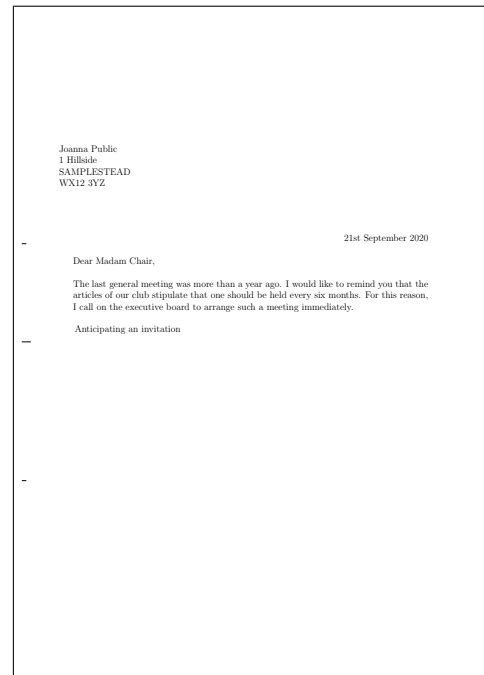 Joanna Public
1 Hillside
SAMPLESTEAD
WX12 3YZ
21st September 2020
Dear Madam Chair,
The last general meeting was more than a year ago. I would like to remind you that the
articles of our club stipulate that one should be held every six months. For this reason,
I call on the executive board to arrange such a meeting immediately.
Anticipating an invitation